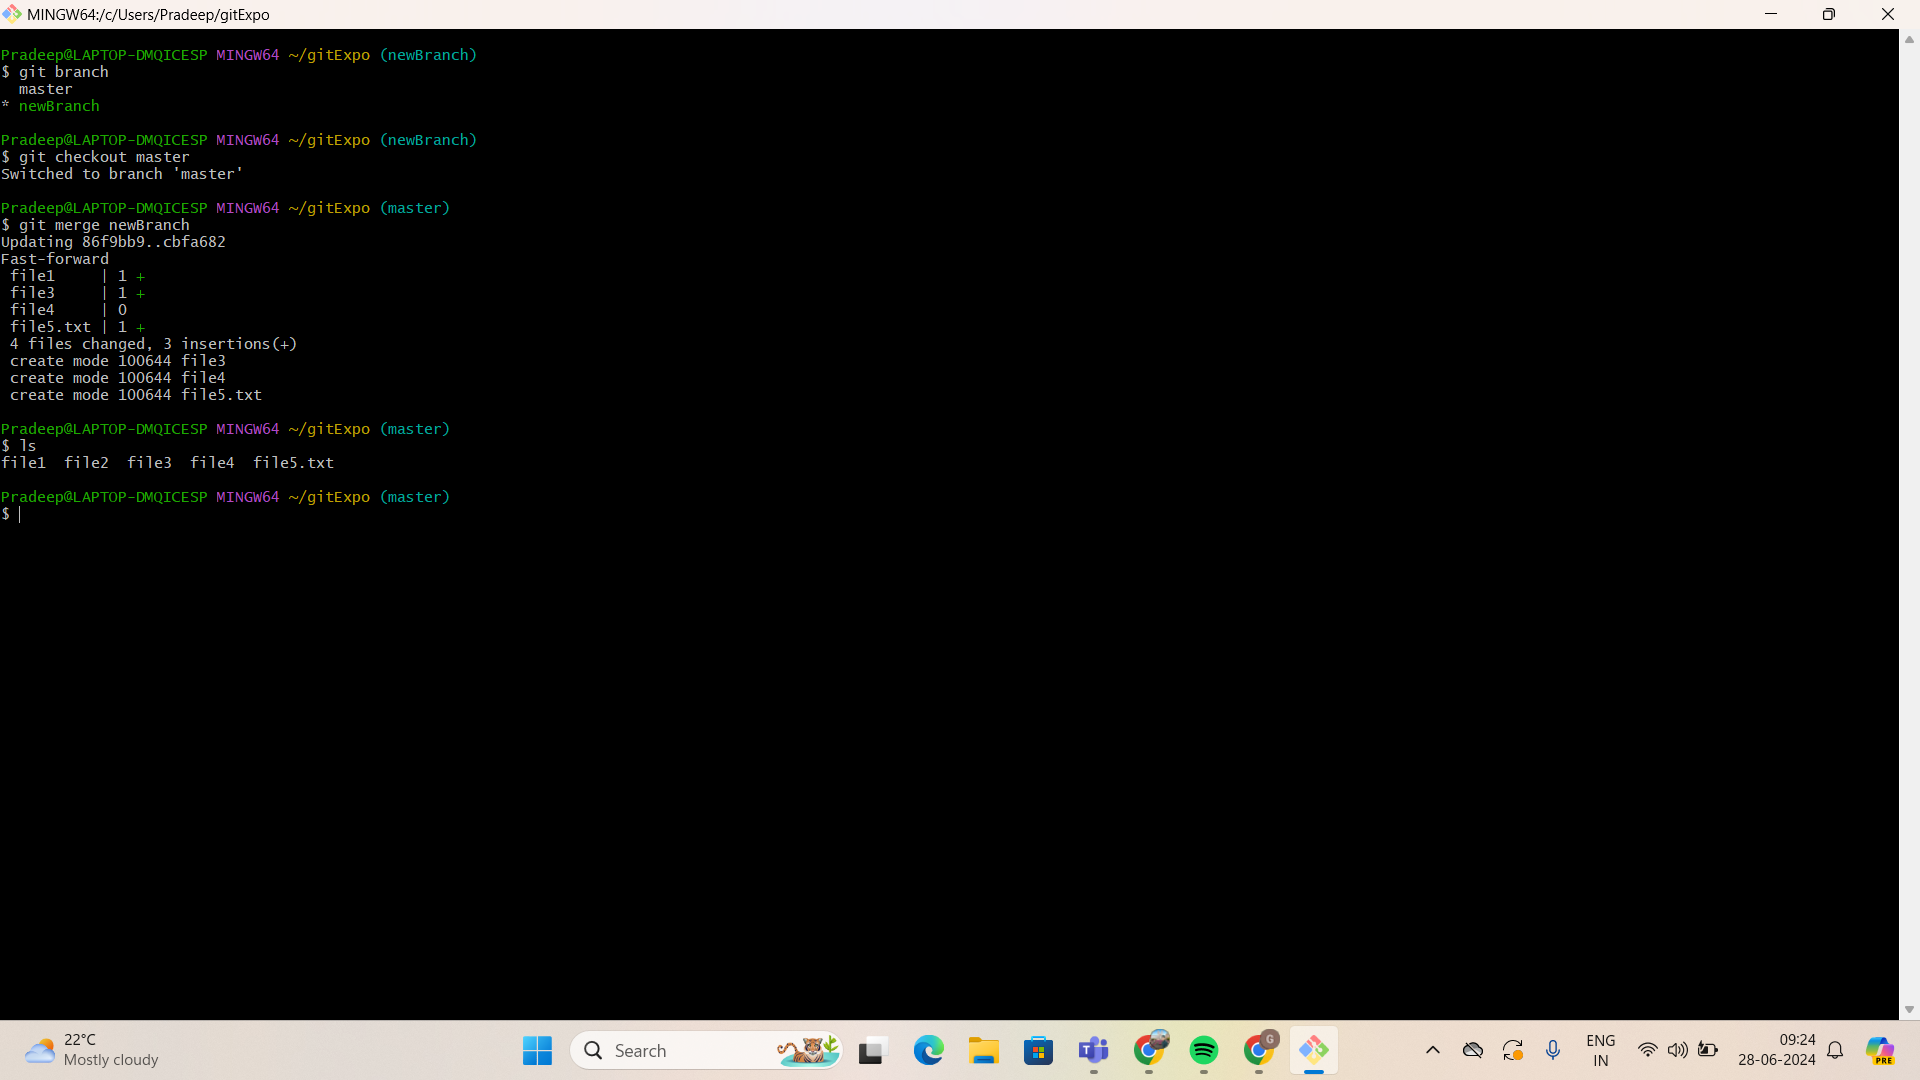 MINGW64:/c/Users/Pradeep/gitExpo
Pradeep@LAPTOP-DMQICESP MINGW64 ~/gitExpo (newBranch)
$ git branch
  master
* newBranch
Pradeep@LAPTOP-DMQICESP MINGW64 ~/gitExpo (newBranch)
$ git checkout master
Switched to branch 'master'
Pradeep@LAPTOP-DMQICESP MINGW64 ~/gitExpo (master)
$ git merge newBranch
Updating 86f9bb9..cbfa682
Fast-forward
 file1     | 1 +
 file3     | 1 +
 file4     | 0
 file5.txt | 1 +
 4 files changed, 3 insertions(+)
 create mode 100644 file3
 create mode 100644 file4
 create mode 100644 file5.txt
Pradeep@LAPTOP-DMQICESP MINGW64 ~/gitExpo (master)
$ ls
file1  file2  file3  file4  file5.txt
Pradeep@LAPTOP-DMQICESP MINGW64 ~/gitExpo (master)
$
22°C
Mostly cloudy
Search
T
G
ENG
IN
09:24
28-06-2024
PRE